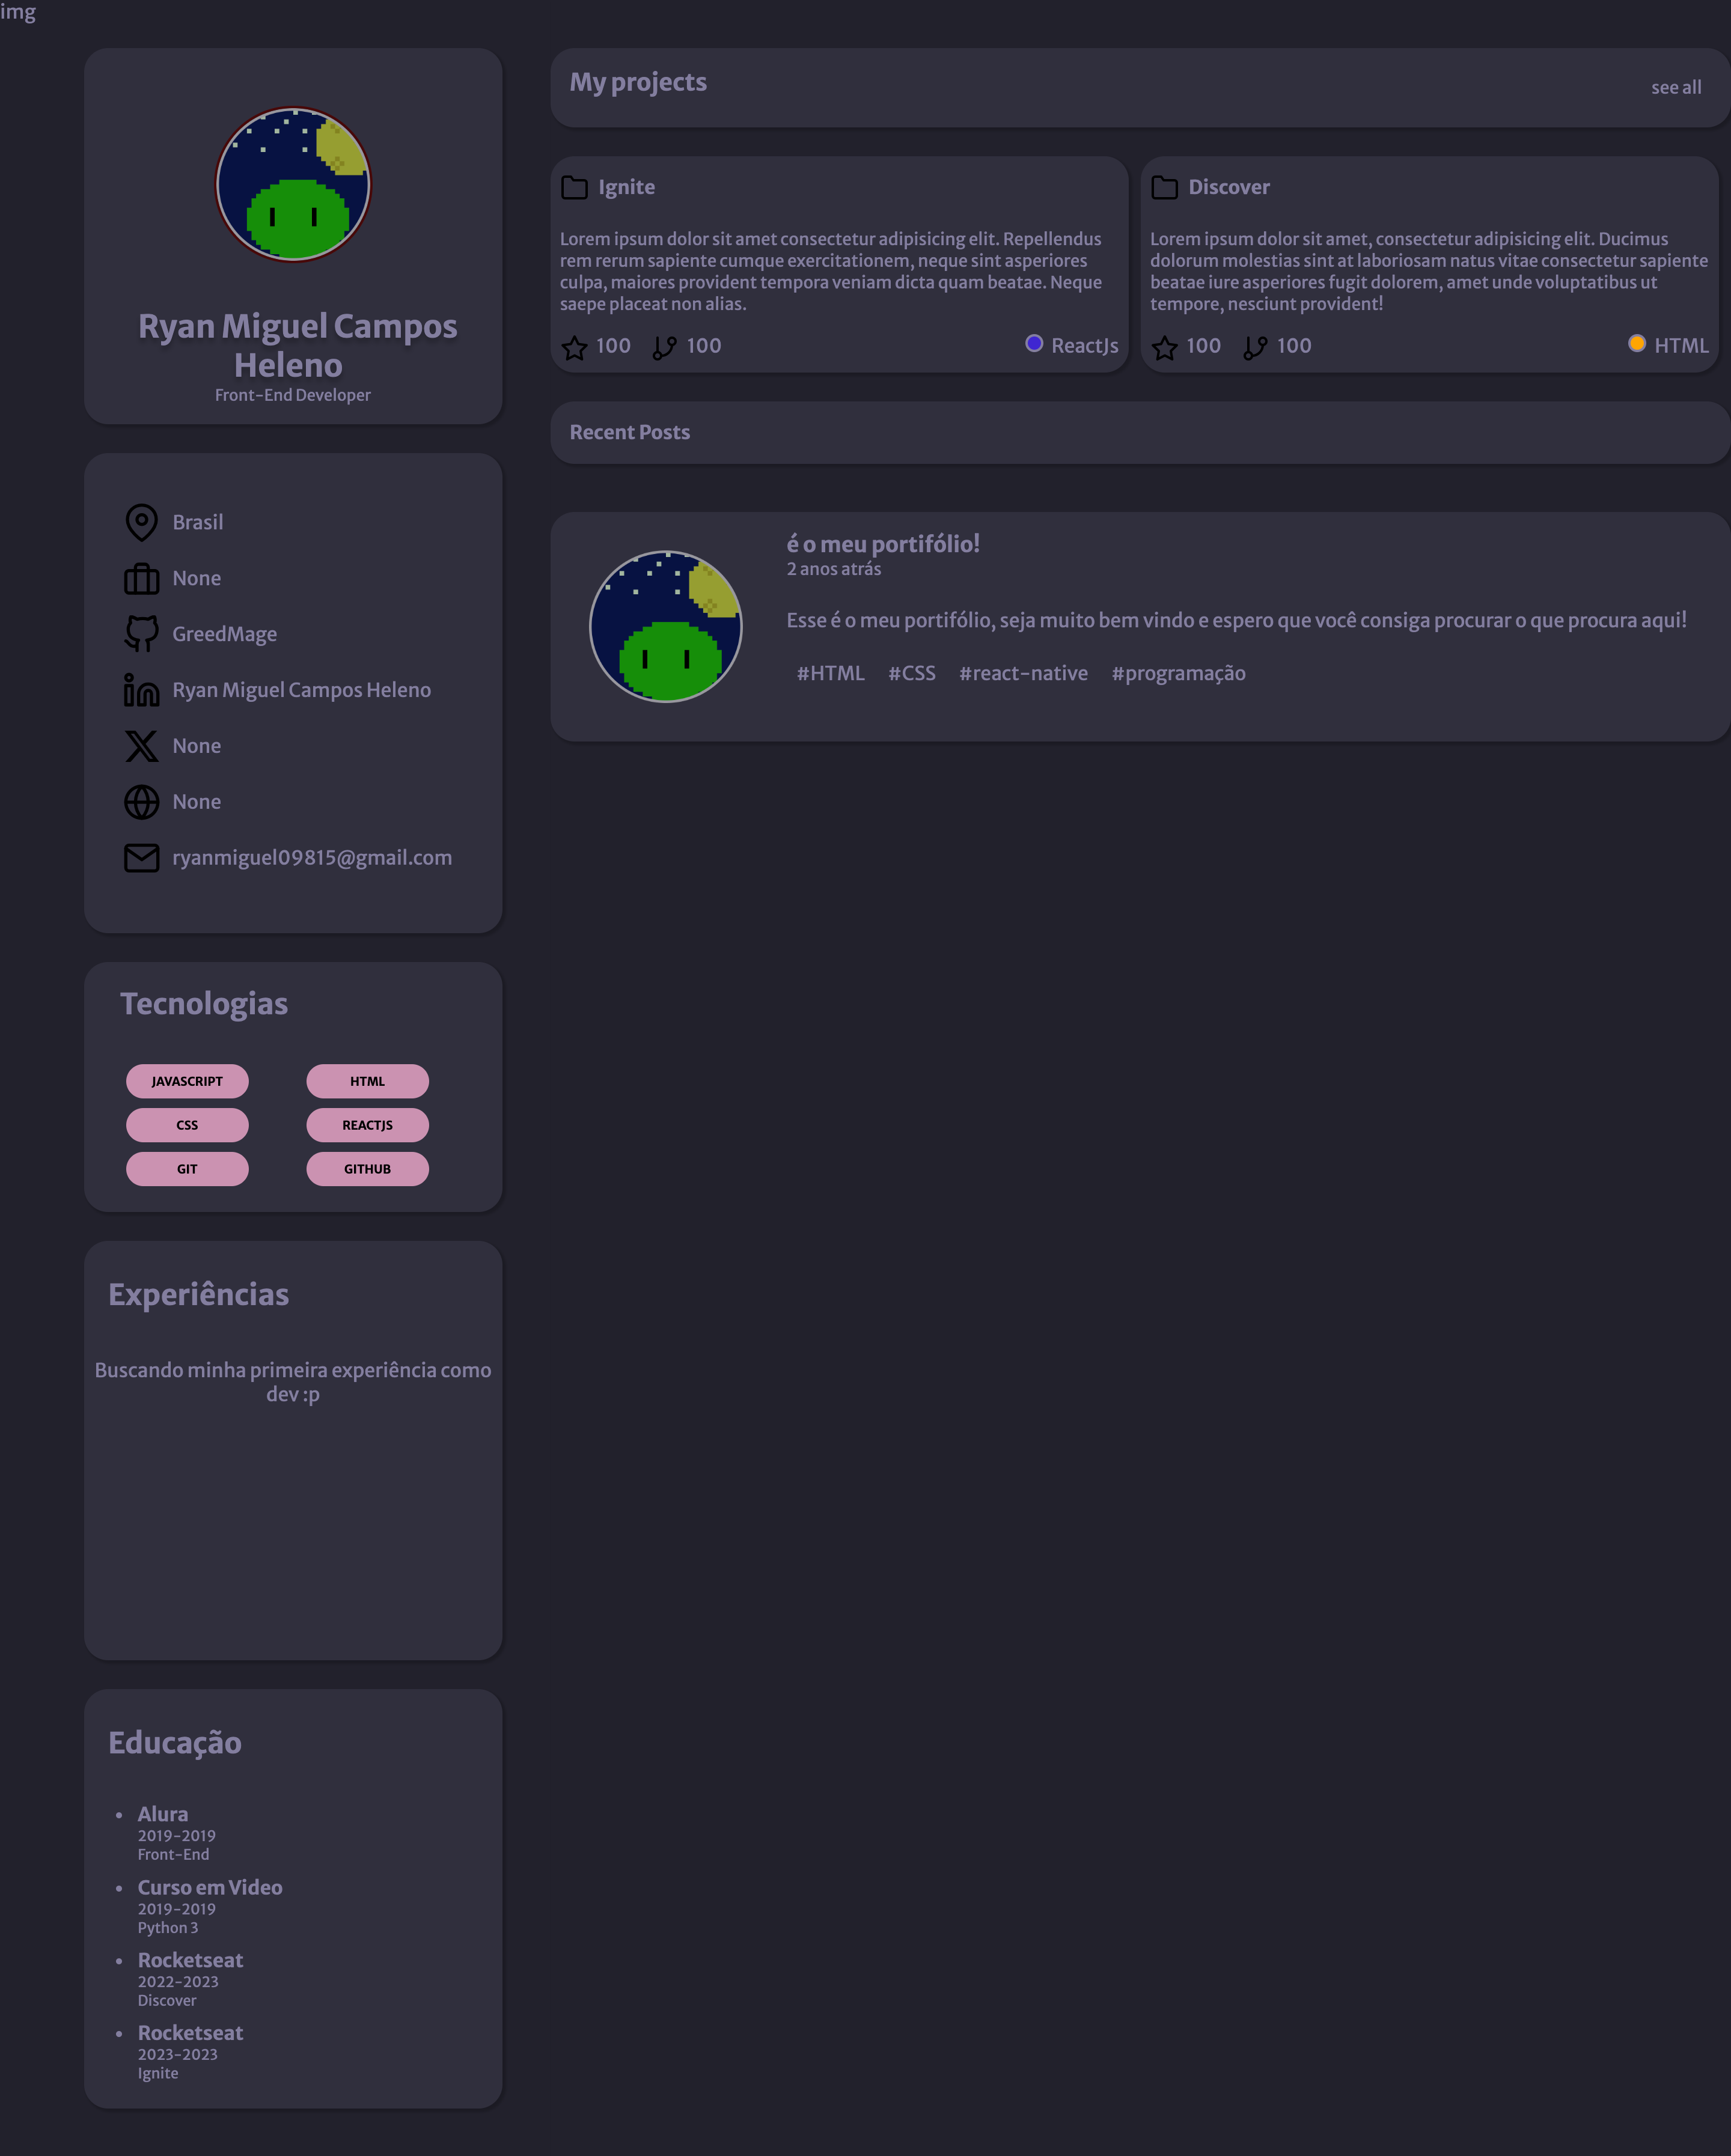 img
Ryan Miguel Campos
Heleno
Front-End Developer
Brasil
None
GreedMage
Ryan Miguel Campos Heleno
None
None
ryanmiguel09815@gmail.com
Tecnologias
JAVASCRIPT
HTML
CSS
REACTJS
GIT
GITHUB
Experiências
Buscando minha primeira experiência como
dev :p
Educação
Alura
2019-2019
Front-End
Curso em Video
2019-2019
Python 3
Rocketseat
2022-2023
Discover
Rocketseat
2023-2023
Ignite
My projects
see all
Ignite
Lorem ipsum dolor sit amet consectetur adipisicing elit. Repellendus
rem rerum sapiente cumque exercitationem, neque sint asperiores
culpa, maiores provident tempora veniam dicta quam beatae. Neque
saepe placeat non alias.
100 100 ReactJs
Discover
Lorem ipsum dolor sit amet, consectetur adipisicing elit. Ducimus
dolorum molestias sint at laboriosam natus vitae consectetur sapiente
beatae iure asperiores fugit dolorem, amet unde voluptatibus ut
tempore, nesciunt provident!
100 100 HTML
Recent Posts
é o meu portifólio!
2 anos atrás
Esse é o meu portifólio, seja muito bem vindo e espero que você consiga procurar o que procura aqui!
#HTML #CSS #react-native #programação